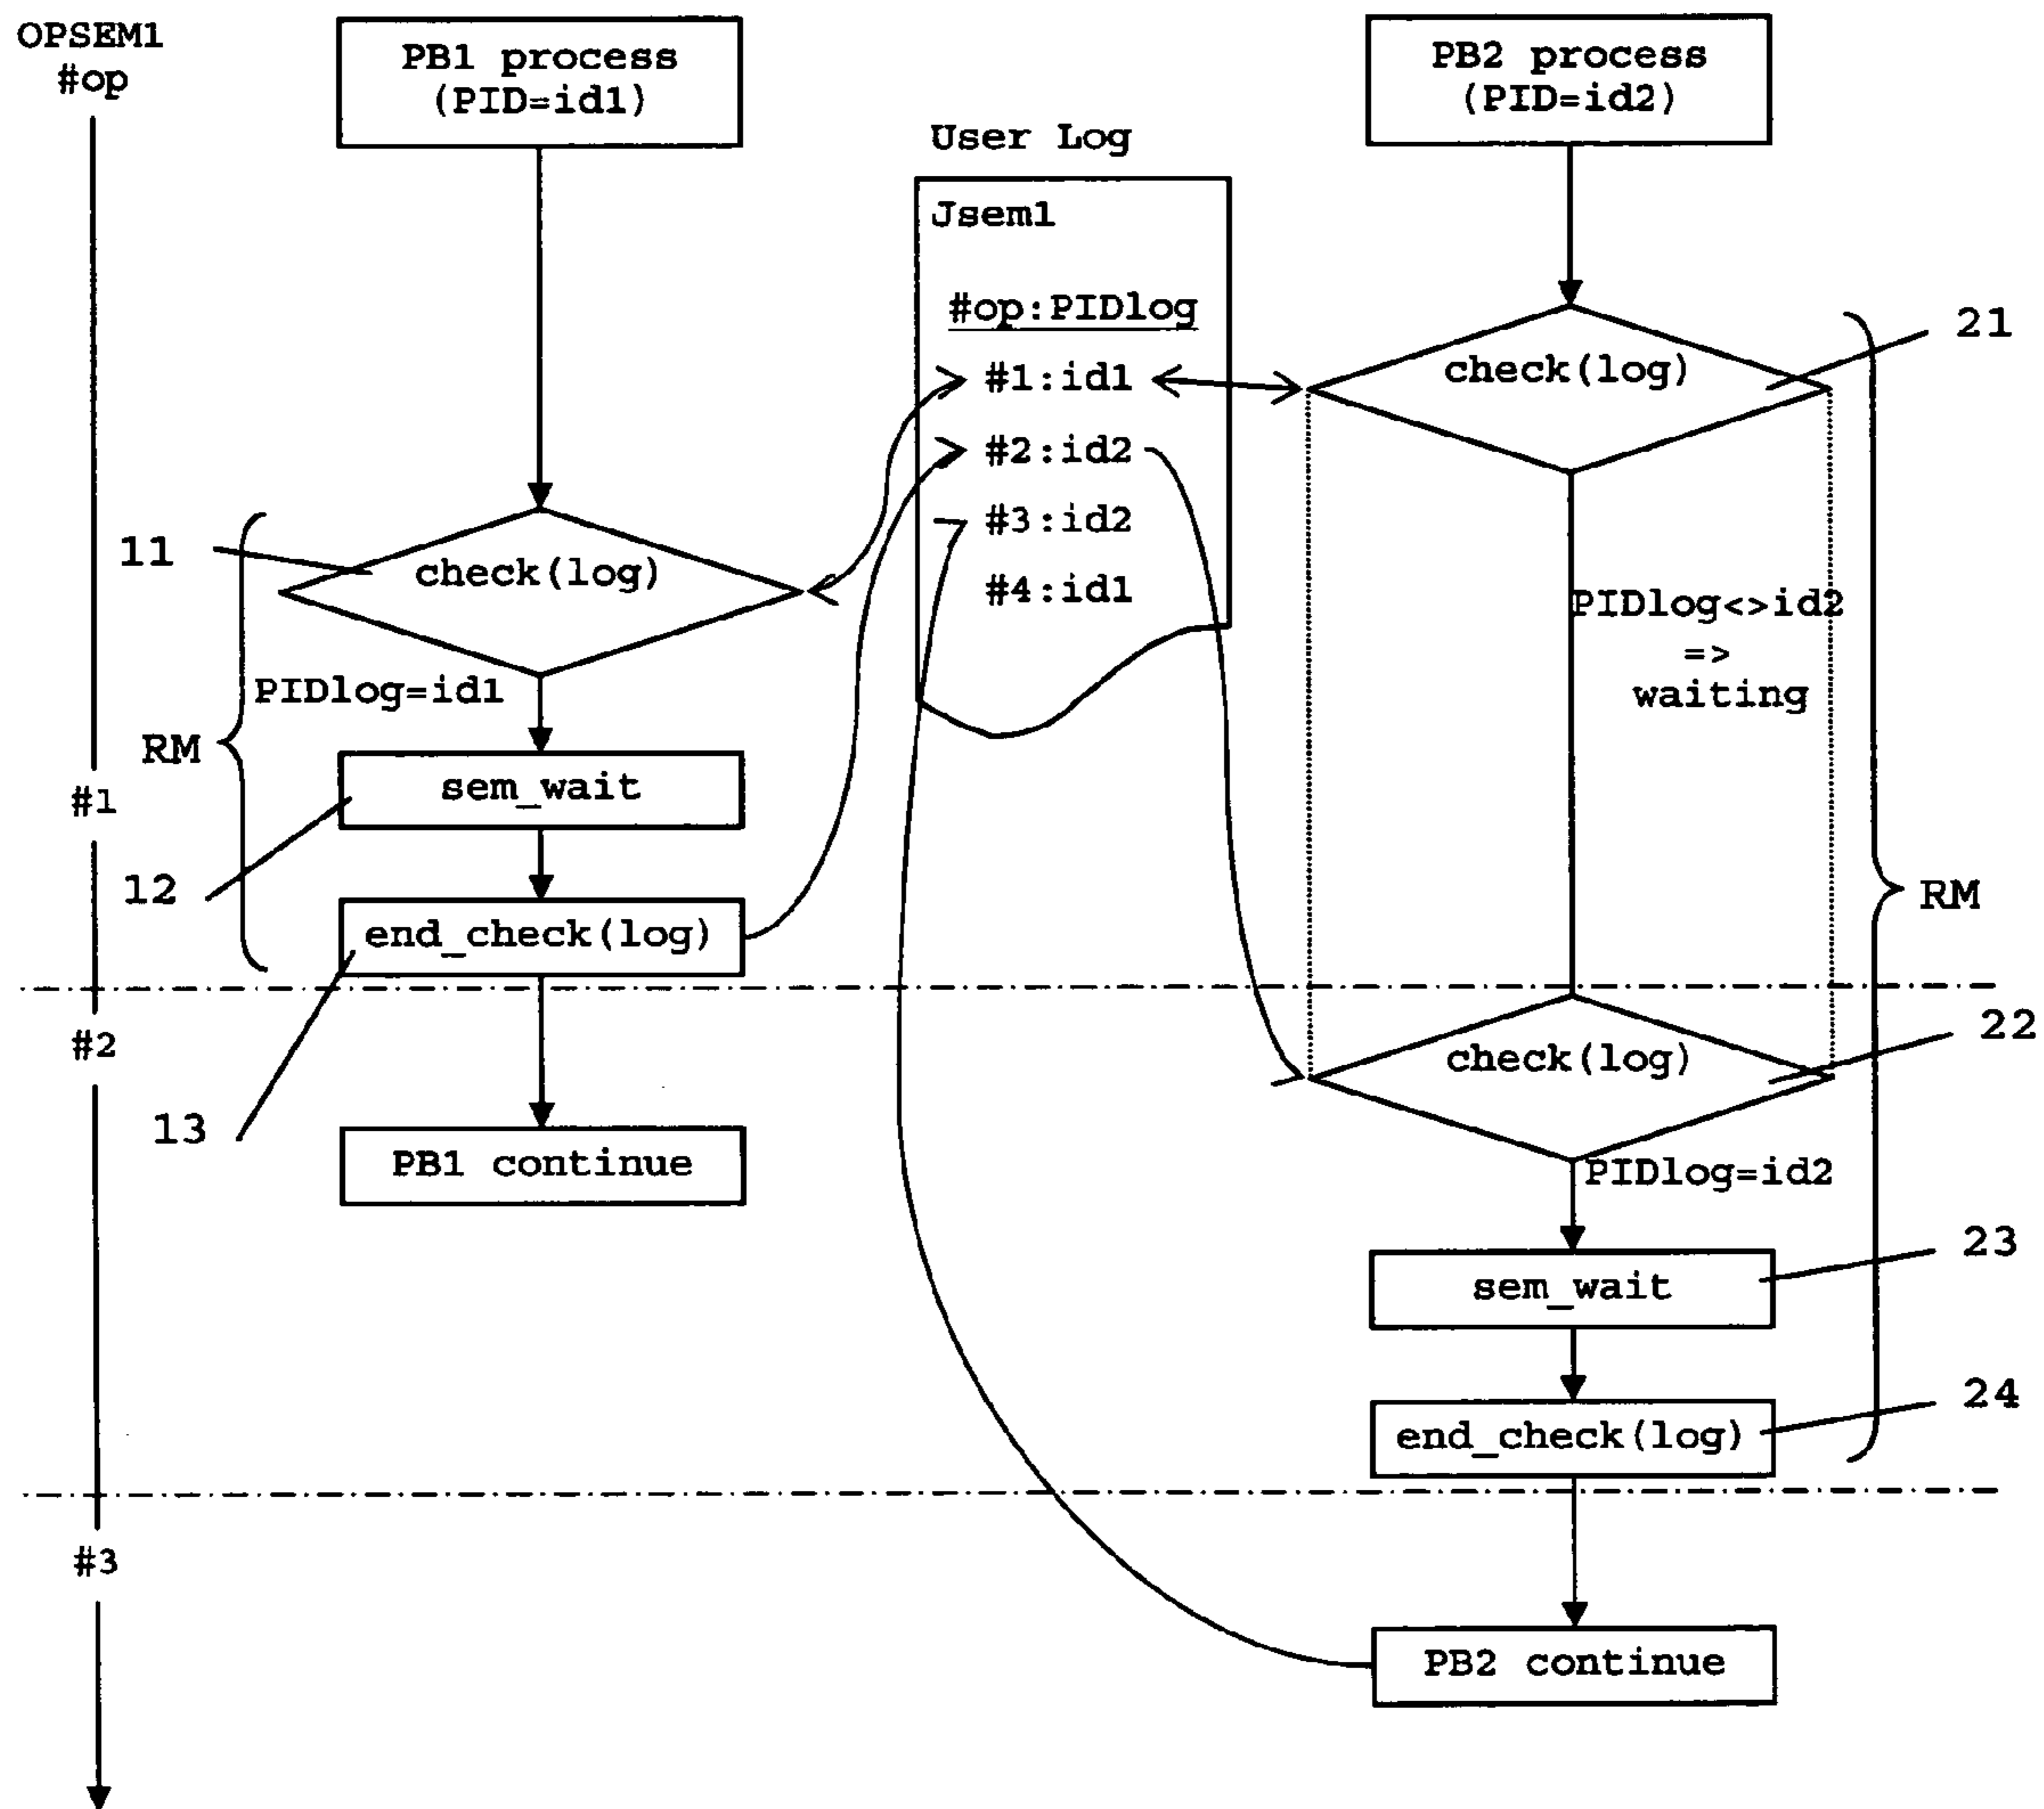 OPSEM1
#op
PB1 process
(PID=id1)
PB2 process
(PID=id2)
User Log
Jsem1
#op:PIDlog
#1:id1
#2:id2
#3:id2
#4:id1
check(log)
21
11
check(log)
PIDlog<>id2
=>
waiting
PIDlog=id1
RM
#1
sem_wait
12
end_check(log)
RM
#2
check(log)
22
13
PB1 continue
PIDlog=id2
23
sem_wait
24
end_check(log)
#3
PB2 continue